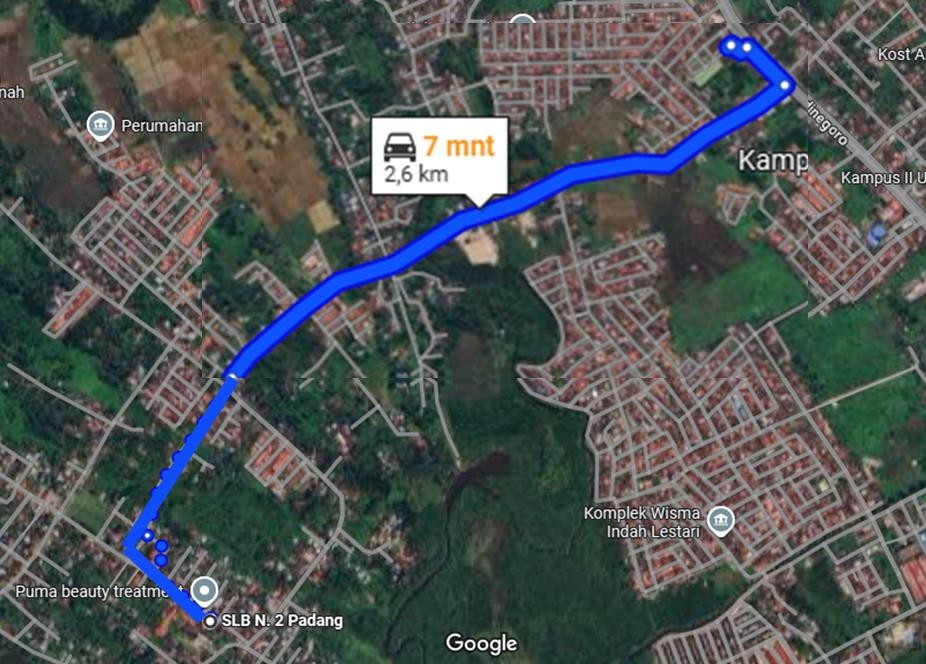 Kost A
nah
Perumahan
7 mnt
2,6 km
inegoro
Kamp
Kampus II U
Komplek Wisma
Indah Lestari
Puma beauty treatme
SLB N. 2 Padang
Google